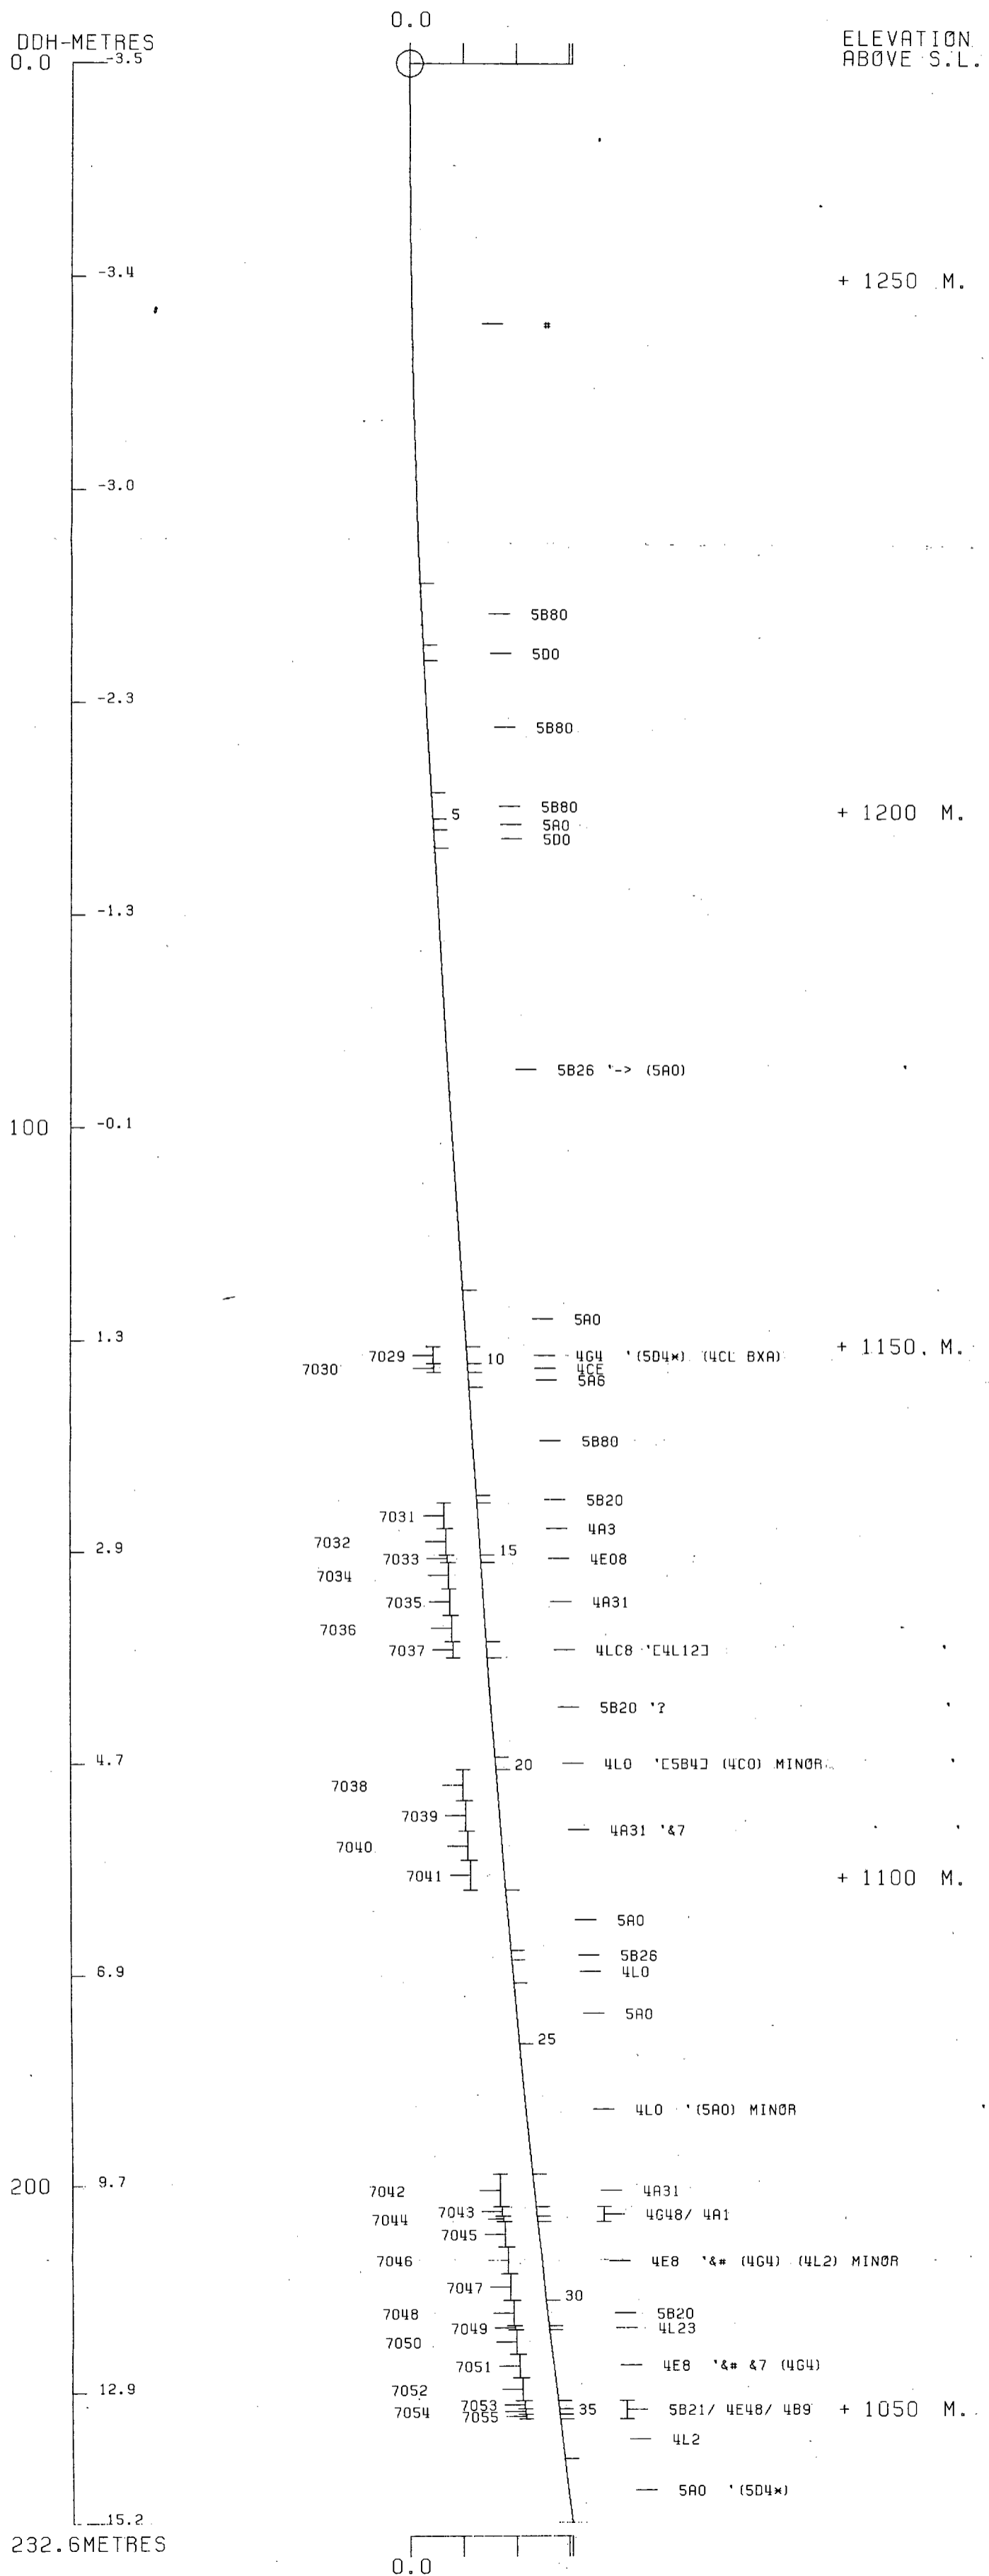 0.0
DDH-METRES
ELEVATIØN
0.0 -3.5 ABØVE S.L.
-3.4 + 1250 M.
#
-3.0
5B80
5D0
-2.3
5B80
5B80
5 + 1200 M.
5A0
5D0
-1.3
5B26 '-> (5A0)
100 -0.1
5A0
1.3 + 1150. M.
7029 10 4G4 '(5D4*) (4CL BXA)
7030 4CE
5A6
5B80
5B20
7031
4A3
7032
2.9 15
7033 4E08
7034
7035 4A31
7036
7037 4LC8 '[4L12]
5B20 '?
4.7 20 4L0 '[5B4] (4C0) MINØR
7038
7039
4A31 '&7
7040
7041 + 1100 M.
5A0
5B26
6.9 4L0
5A0
25
4L0 '(5A0) MINØR
200 9.7
7042 4A31
7043 4G48/ 4A1
7044
7045
7046 4E8 '&# (4G4) (4L2) MINØR
7047
30
7048 5B20
7049 4L23
7050
7051 4E8 '&# &7 (4G4)
7052
12.9
7053
7054 35 5B21/ 4E48/ 4B9 + 1050 M.
7055
4L2
5A0 '(5D4*)
15.2
232.6METRES
0.0